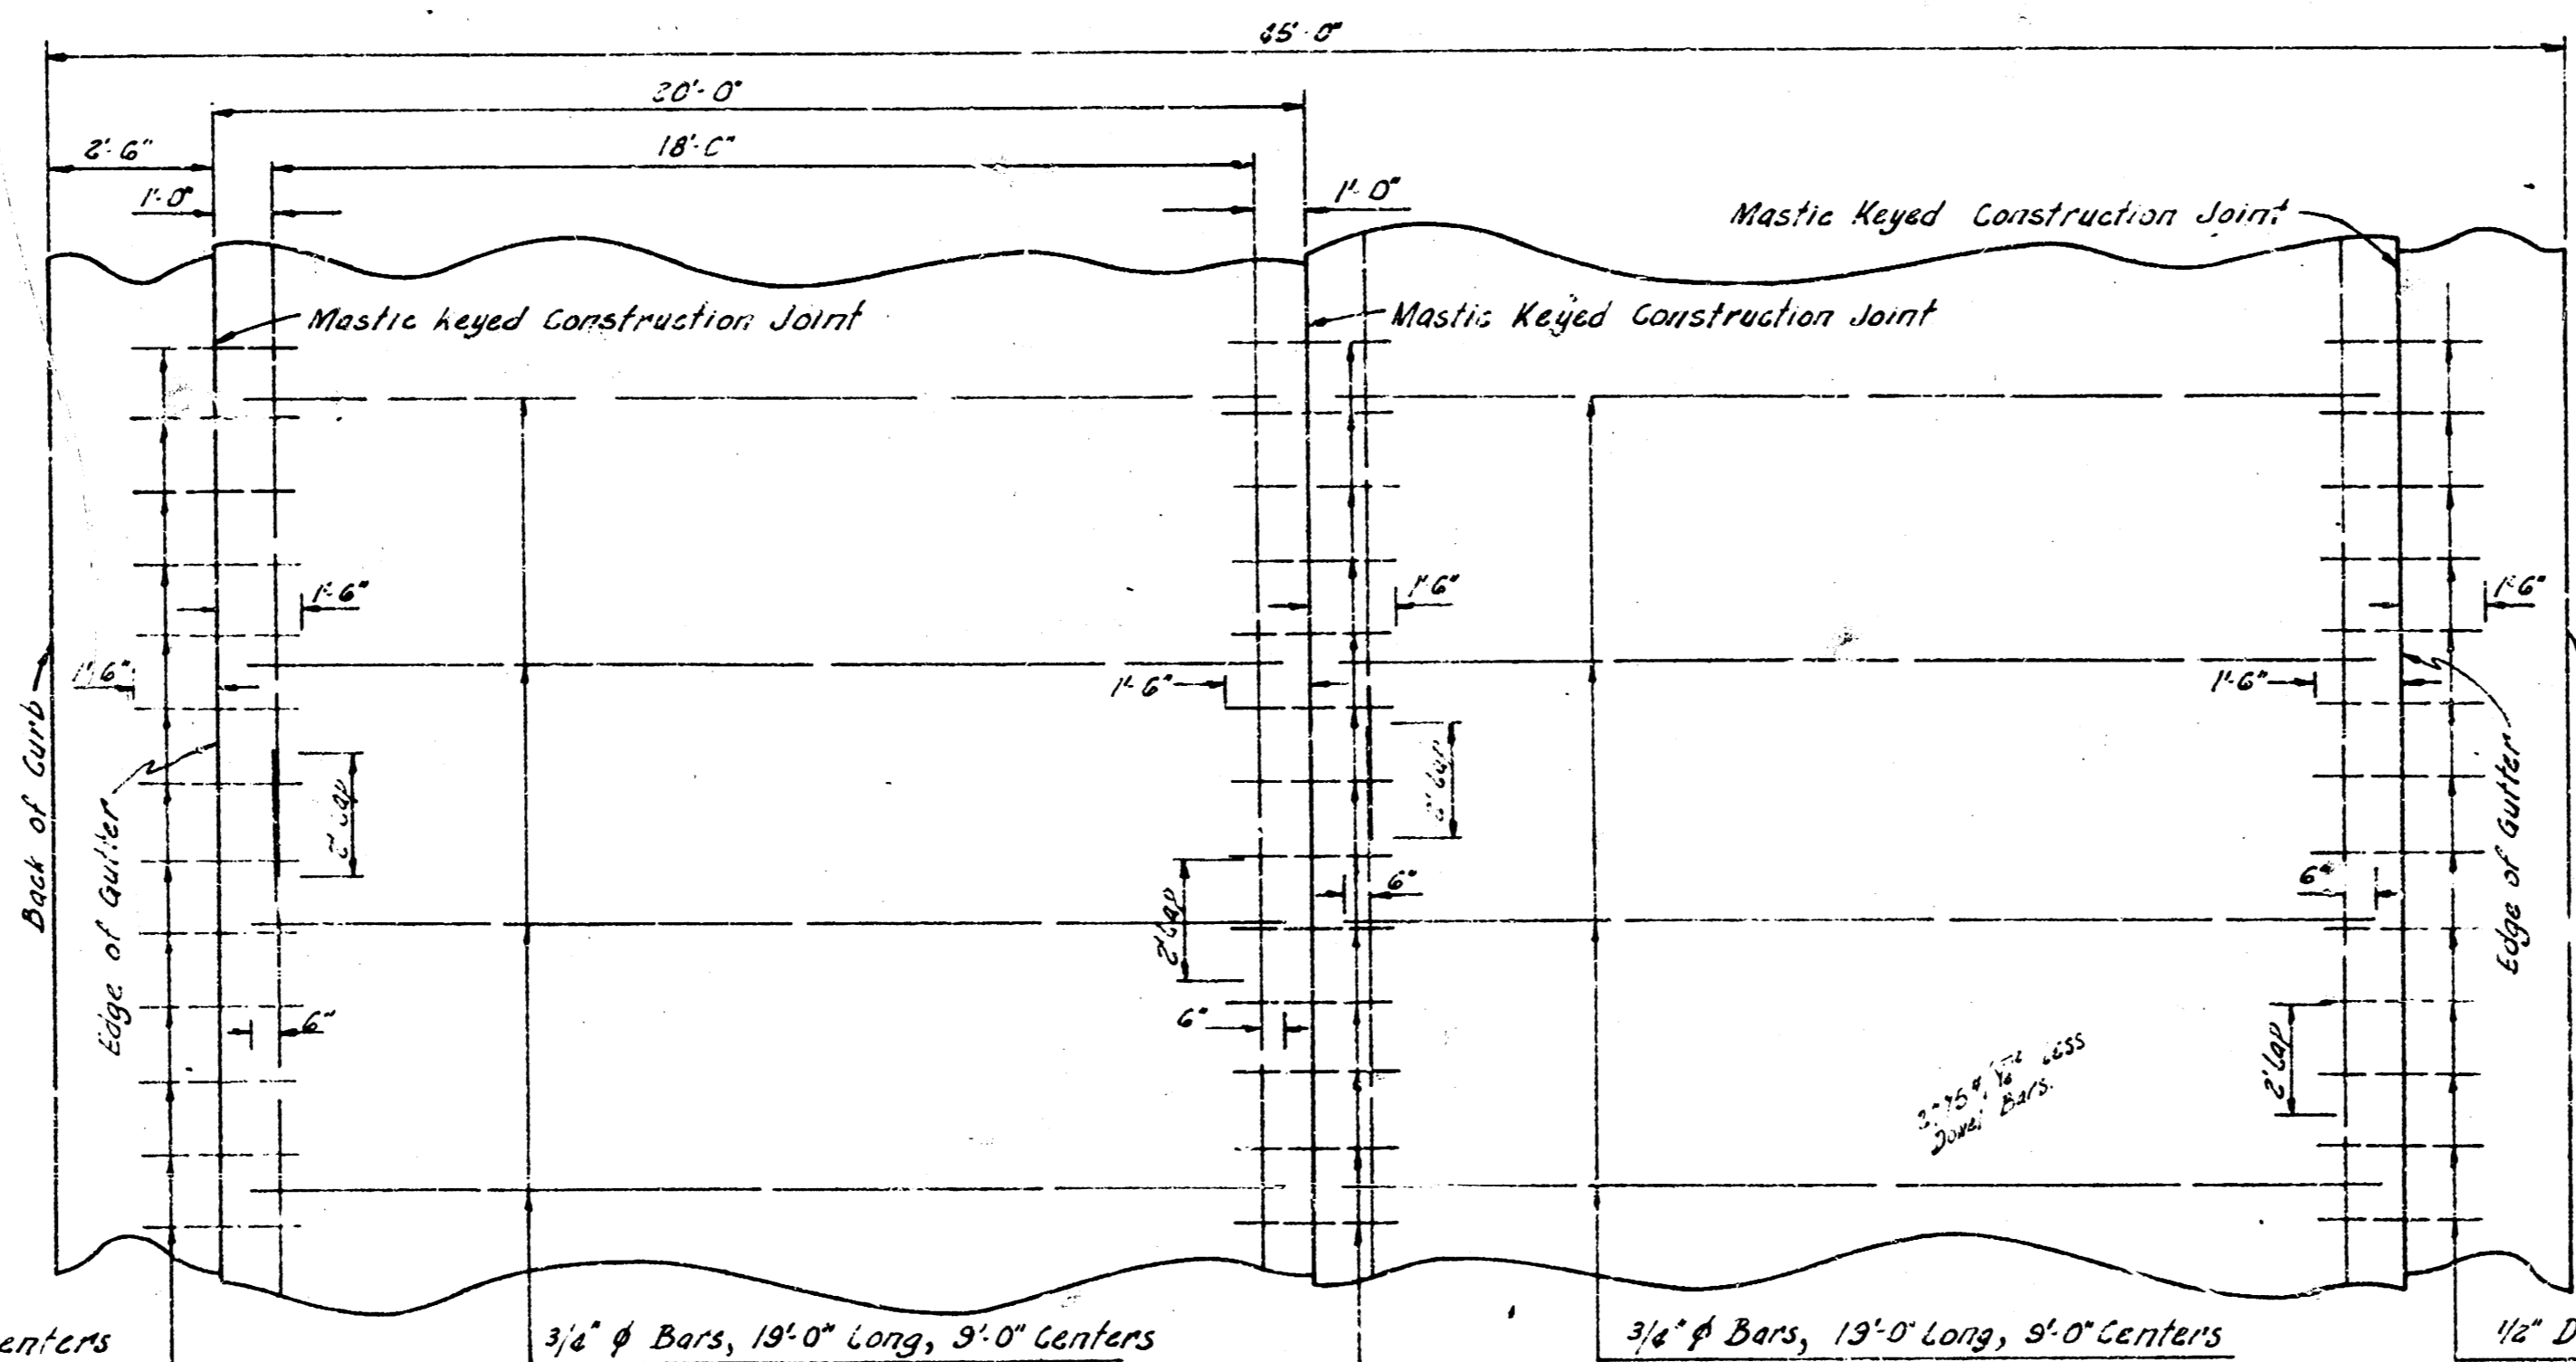 45'-0"
20'-0"
2'-6"
18'-0"
1'-0"
1'-0"
Mastic Keyed Construction Joint
Mastic Keyed Construction Joint
Mastic Keyed Construction Joint
1'-6"
1'-6"
1'-6"
1'-6"
1'-6"
1'-6"
Back of Curb
Edge of Gutter
2' Lap
2' Lap
2' Lap
6"
6"
6"
6"
Edge of Gutter
2' Lap
Less
Dowel Bars.
enters
3/4" ϕ Bars, 19'-0" Long, 9'-0" Centers
3/4" ϕ Bars, 19'-0" Long, 9'-0" Centers
1/2" D